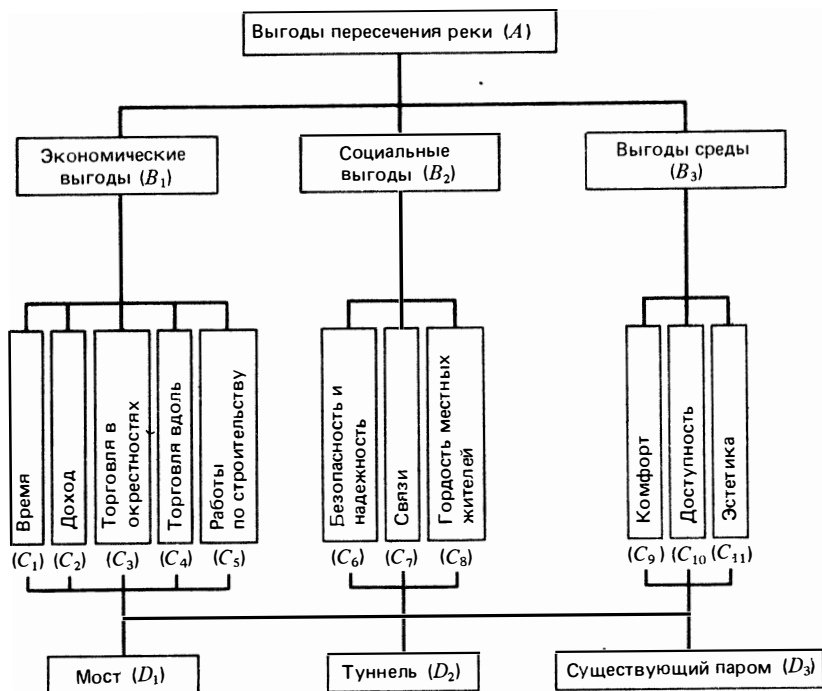 Выгоды пересечения реки (A)
Экономические
выгоды (B₁)
Социальные
выгоды (B₂)
Выгоды среды
(B₃)
Время
Доход
Торговля в
окрестностях
Торговля вдоль
Работы
по строительству
Безопасность и
надежность
Связи
Гордость местных
жителей
Комфорт
Доступность
Эстетика
(C₁) (C₂) (C₃) (C₄) (C₅) (C₆) (C₇) (C₈) (C₉) (C₁₀) (C₁₁)
Мост (D₁)
Туннель (D₂)
Существующий паром (D₃)